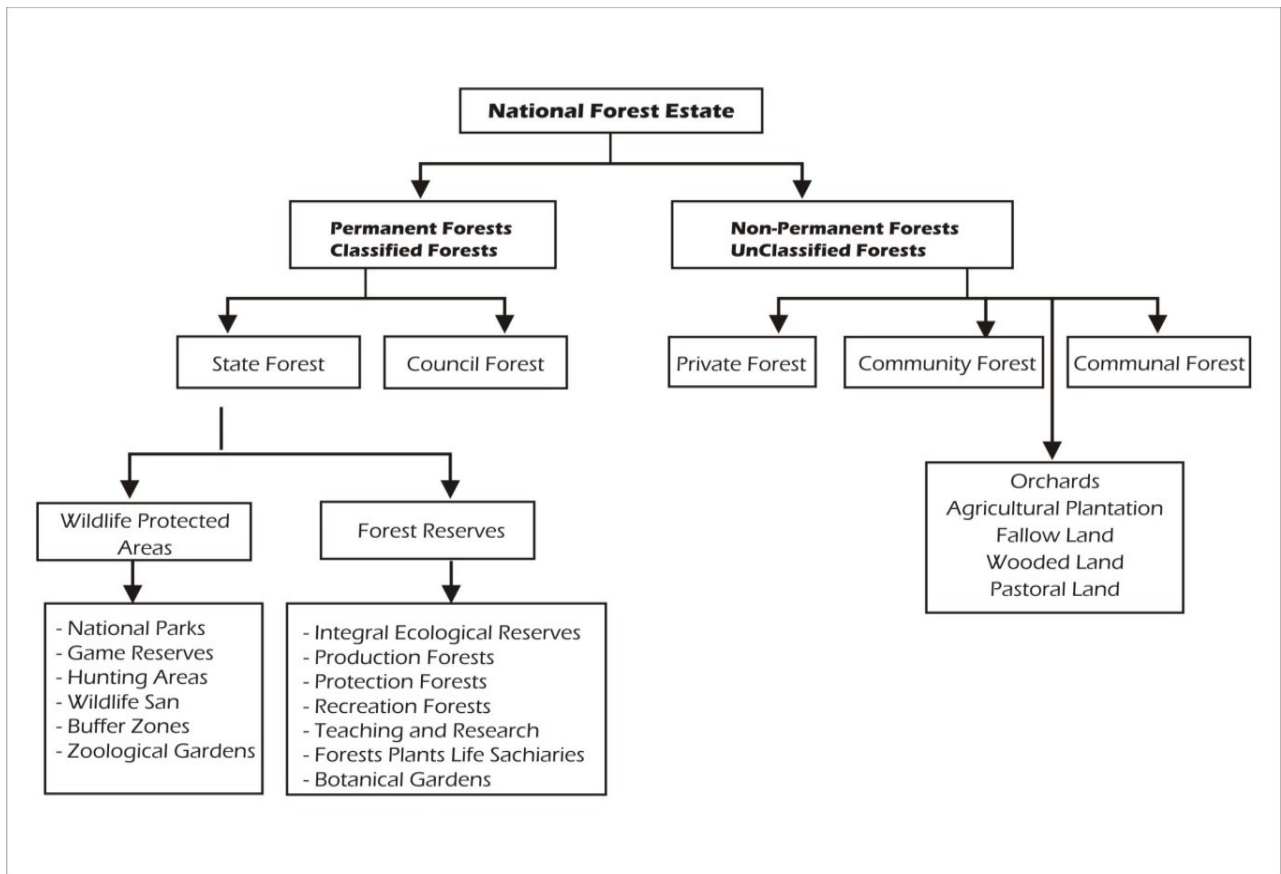 National Forest Estate
Permanent Forests
Classified Forests
Non-Permanent Forests
UnClassified Forests
State Forest
Council Forest
Private Forest
Community Forest
Communal Forest
Wildlife Protected
Areas
Forest Reserves
Orchards
Agricultural Plantation
Fallow Land
Wooded Land
Pastoral Land
- National Parks
- Game Reserves
- Hunting Areas
- Wildlife San
- Buffer Zones
- Zoological Gardens
- Integral Ecological Reserves
- Production Forests
- Protection Forests
- Recreation Forests
- Teaching and Research
- Forests Plants Life Sachiaries
- Botanical Gardens